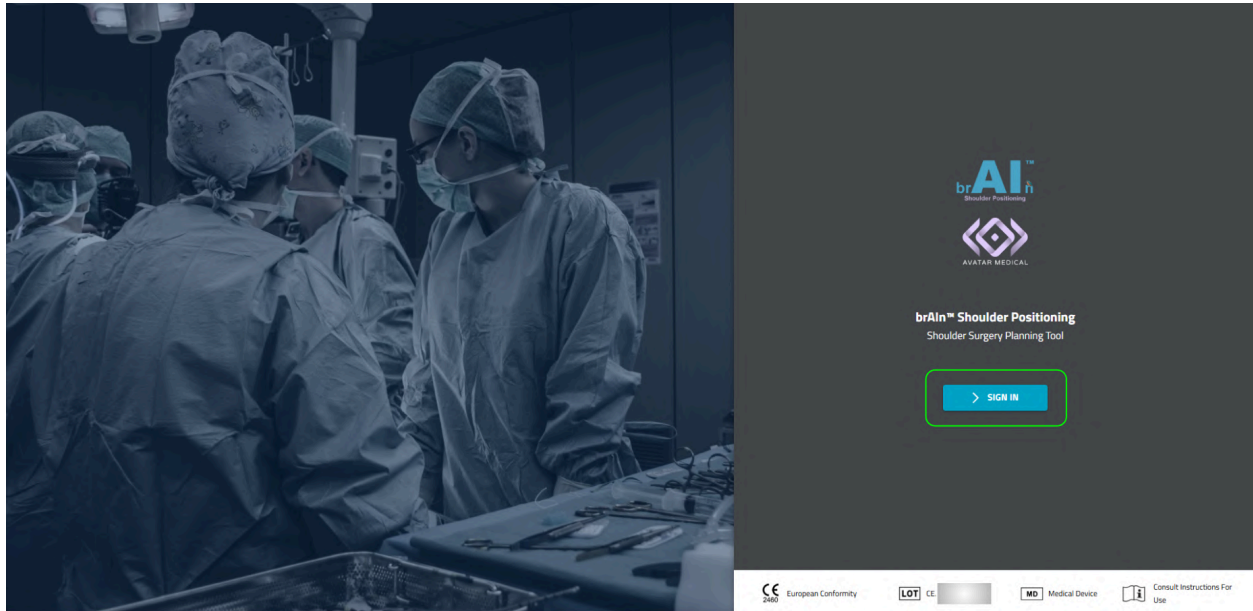 brAIn™
Shoulder Positioning
AVATAR MEDICAL
brAIn™ Shoulder Positioning
Shoulder Surgery Planning Tool
SIGN IN
CE 2460 European Conformity LOT CE. MD Medical Device i Consult Instructions For Use